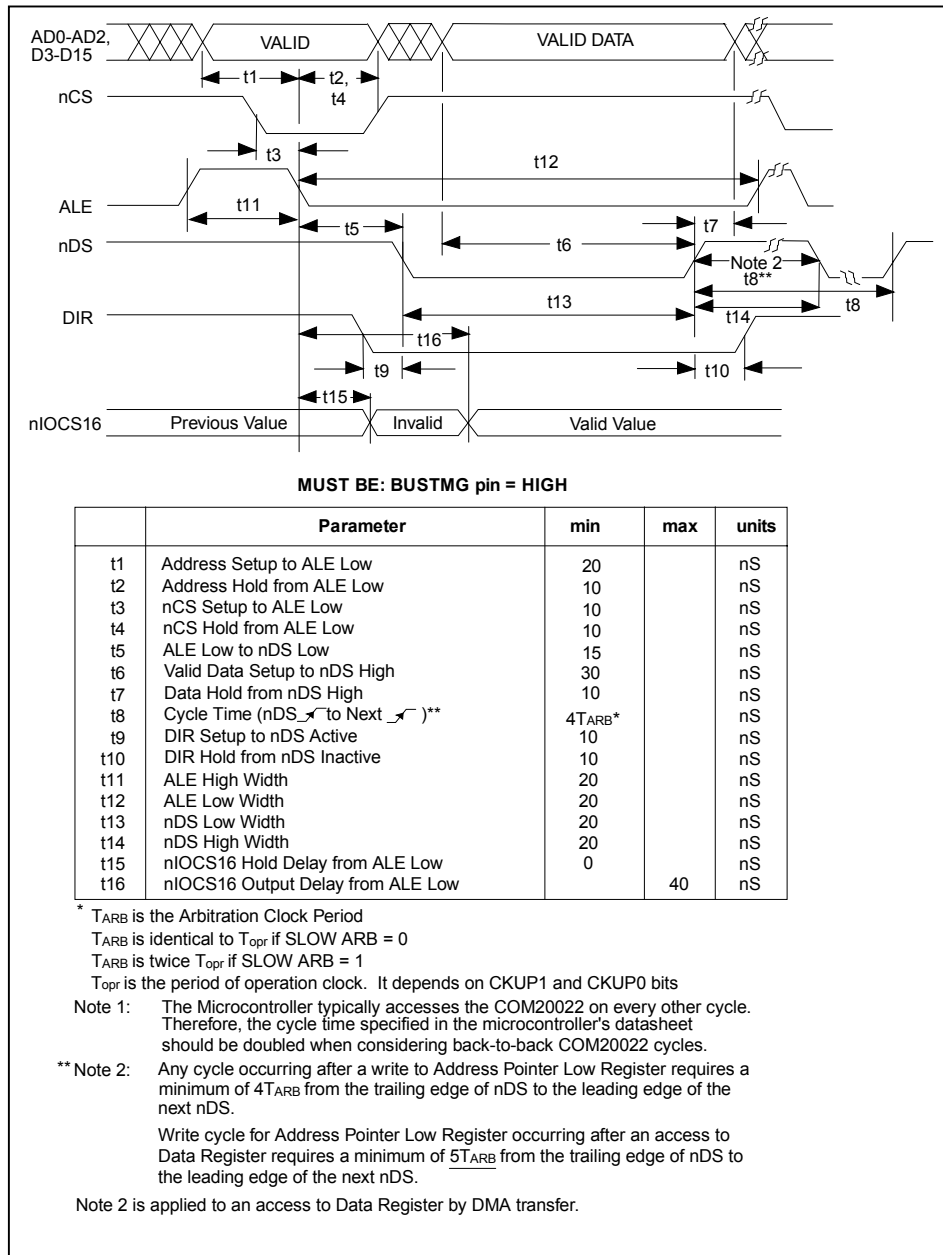 AD0-AD2,
D3-D15
VALID
VALID DATA
t1
t2,
t4
nCS
t3
t12
ALE
t11
t5
t7
nDS
t6
Note 2
t8**
t8
t13
t14
DIR
t16
t9
t10
t15
nIOCS16
Previous Value
Invalid
Valid Value
MUST BE: BUSTMG pin = HIGH
Parameter min max units
t1 Address Setup to ALE Low 20 nS
t2 Address Hold from ALE Low 10 nS
t3 nCS Setup to ALE Low 10 nS
t4 nCS Hold from ALE Low 10 nS
t5 ALE Low to nDS Low 15 nS
t6 Valid Data Setup to nDS High 30 nS
t7 Data Hold from nDS High 10 nS
t8 Cycle Time (nDS to Next )** 4TARB* nS
t9 DIR Setup to nDS Active 10 nS
t10 DIR Hold from nDS Inactive 10 nS
t11 ALE High Width 20 nS
t12 ALE Low Width 20 nS
t13 nDS Low Width 20 nS
t14 nDS High Width 20 nS
t15 nIOCS16 Hold Delay from ALE Low 0 nS
t16 nIOCS16 Output Delay from ALE Low 40 nS
* TARB is the Arbitration Clock Period
TARB is identical to Topr if SLOW ARB = 0
TARB is twice Topr if SLOW ARB = 1
Topr is the period of operation clock. It depends on CKUP1 and CKUP0 bits
Note 1: The Microcontroller typically accesses the COM20022 on every other cycle.
Therefore, the cycle time specified in the microcontroller's datasheet
should be doubled when considering back-to-back COM20022 cycles.
** Note 2: Any cycle occurring after a write to Address Pointer Low Register requires a
minimum of 4TARB from the trailing edge of nDS to the leading edge of the
next nDS.
Write cycle for Address Pointer Low Register occurring after an access to
Data Register requires a minimum of 5TARB from the trailing edge of nDS to
the leading edge of the next nDS.
Note 2 is applied to an access to Data Register by DMA transfer.